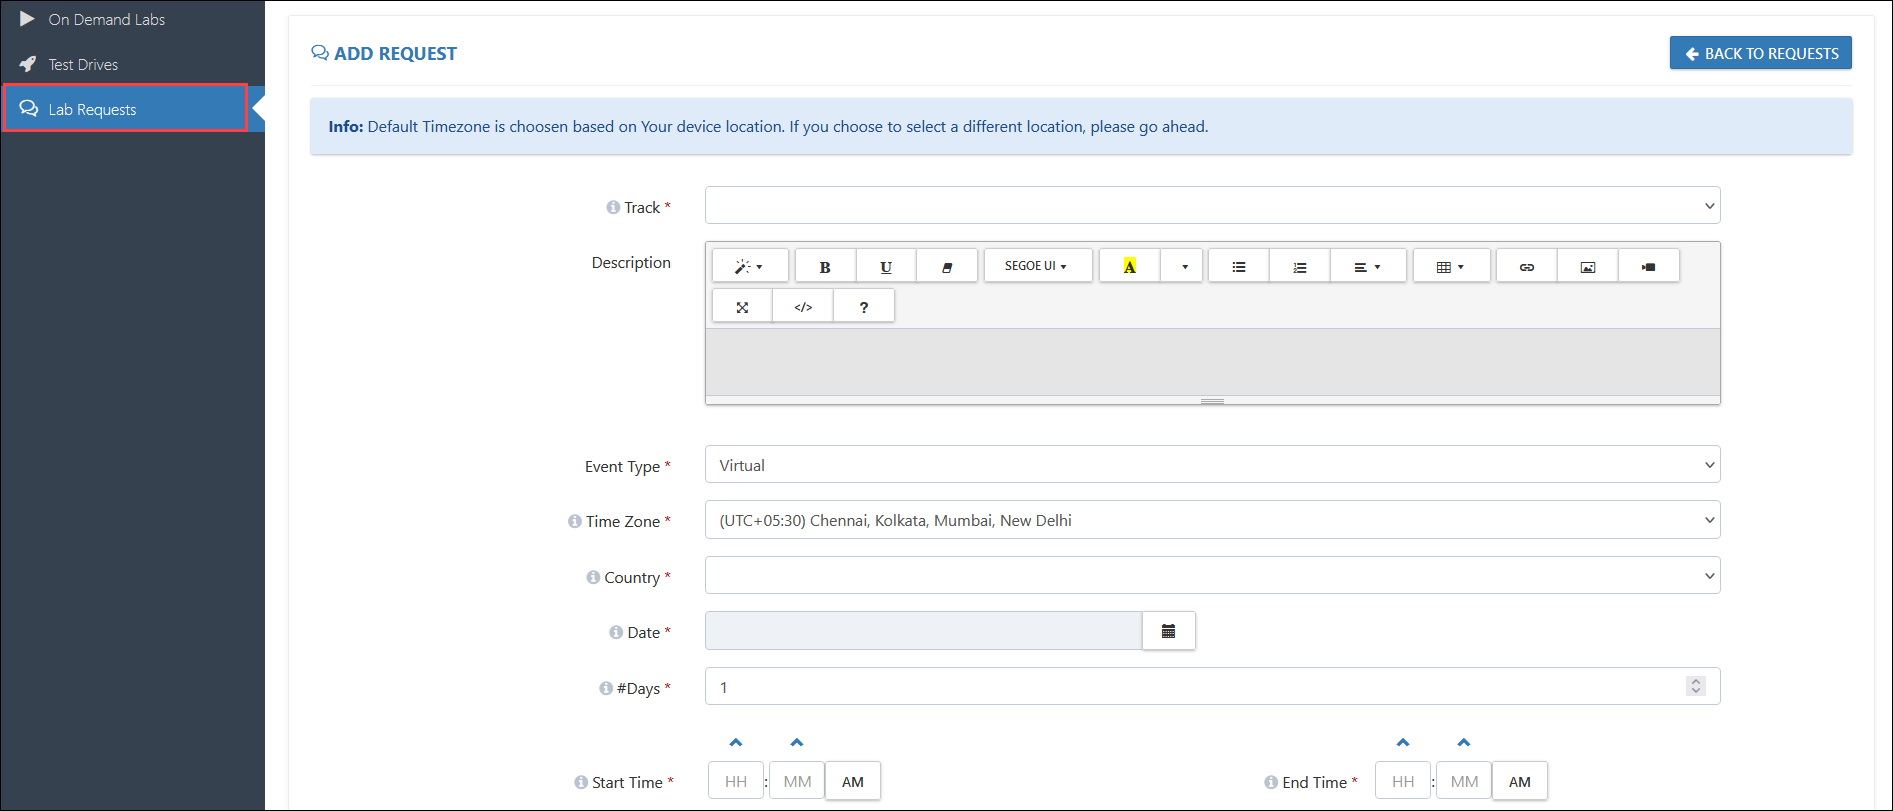 On Demand Labs
Test Drives
Lab Requests
ADD REQUEST
BACK TO REQUESTS
Info: Default Timezone is choosen based on Your device location. If you choose to select a different location, please go ahead.
Track *
Description
B U SEGOE UI A
</> ?
Event Type * Virtual
Time Zone * (UTC+05:30) Chennai, Kolkata, Mumbai, New Delhi
Country *
Date *
#Days * 1
Start Time * HH : MM AM End Time * HH : MM AM